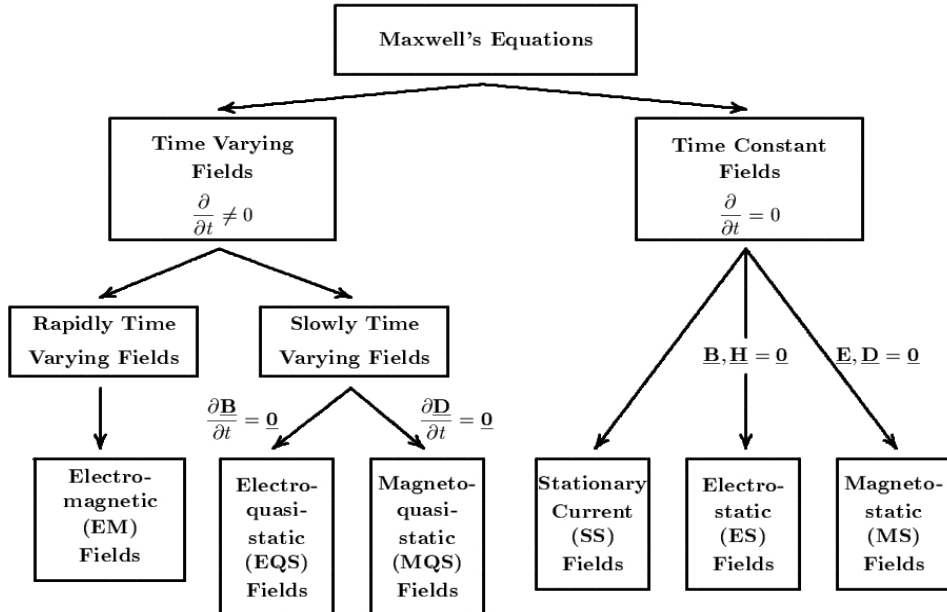 Maxwell's Equations
Time Varying
Fields
∂/∂t ≠ 0
Time Constant
Fields
∂/∂t = 0
Rapidly Time
Varying Fields
Slowly Time
Varying Fields
∂B/∂t = 0
∂D/∂t = 0
B, H = 0
E, D = 0
Electro-
magnetic
(EM)
Fields
Electro-
quasi-
static
(EQS)
Fields
Magneto-
quasi-
static
(MQS)
Fields
Stationary
Current
(SS)
Fields
Electro-
static
(ES)
Fields
Magneto-
static
(MS)
Fields